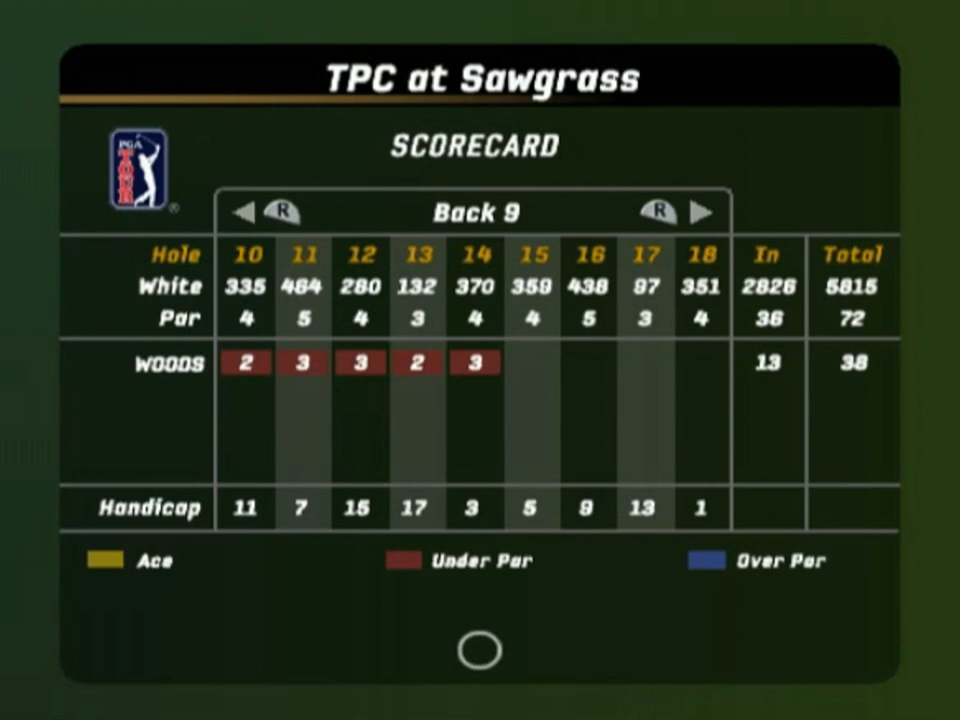 TPC at Sawgrass
PGA TOUR ®
SCORECARD
R Back 9 R
Hole 10 11 12 13 14 15 16 17 18 In Total
White 335 464 280 132 370 359 438 97 351 2826 5815
Par 4 5 4 3 4 4 5 3 4 36 72
WOODS 2 3 3 2 3 13 38
Handicap 11 7 15 17 3 5 9 13 1
Ace Under Par Over Par